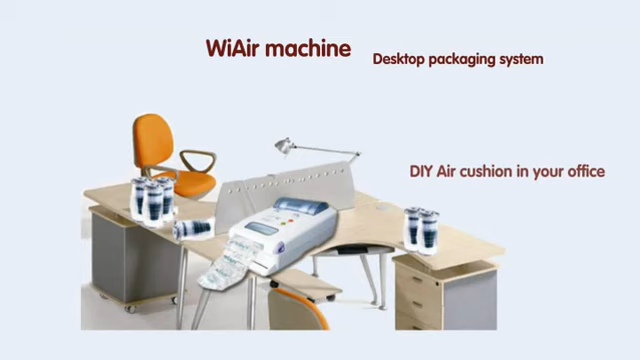 WiAir machine
Desktop packaging system
DIY Air cushion in your office